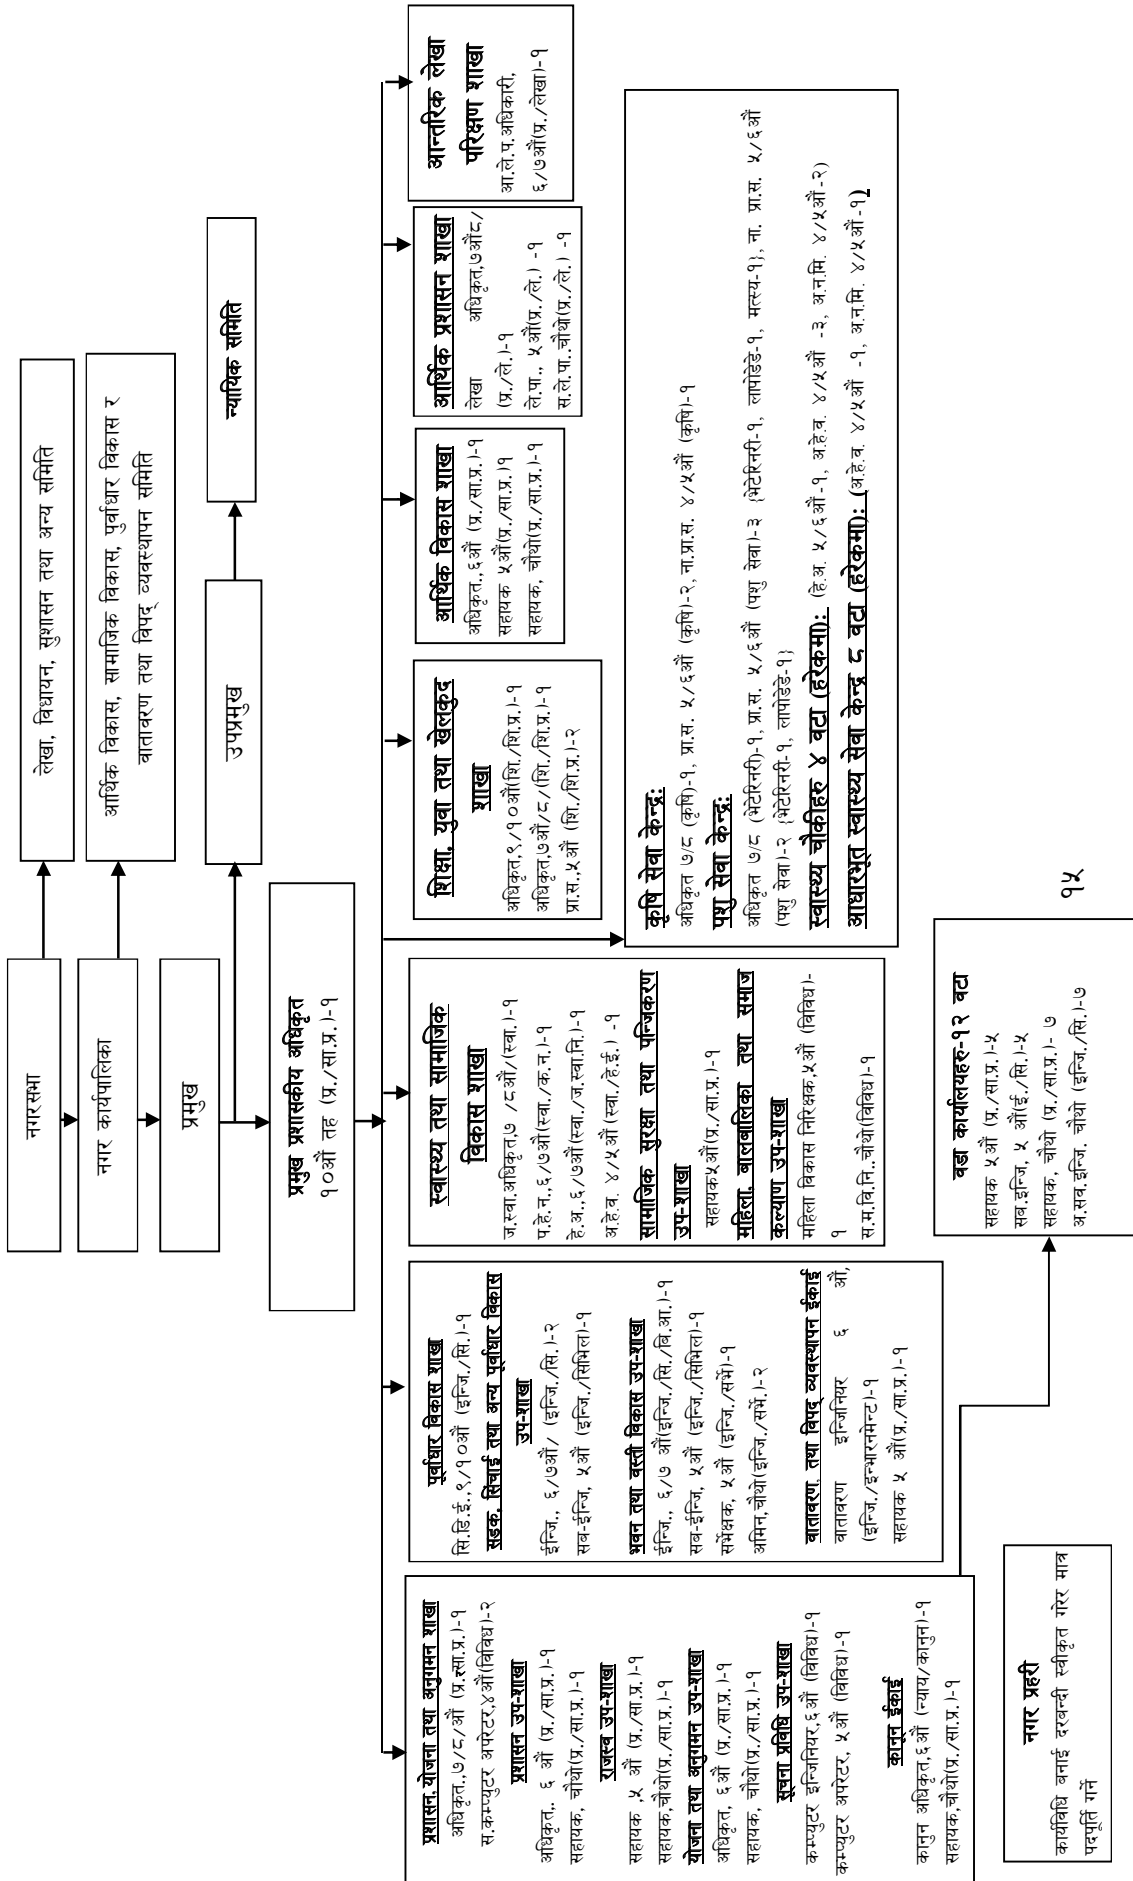 नगरसभा
लेखा, विधायन, सुशासन तथा अन्य समिति
नगर कार्यपालिका
आर्थिक विकास, सामाजिक विकास, पुर्वाधार विकास र
वातावरण तथा विपद् व्यवस्थापन समिति
प्रमुख
उपप्रमुख
न्यायिक समिति
प्रमुख प्रशासकीय अधिकृत
१०औं तह (प्र./सा.प्र.)-१
प्रशासन, योजना तथा अनुगमन शाखा
अधिकृत.,७/८/औं (प्र.रसा.प्र.)-१
स.कम्प्युटर अपरेटर,४औं(विविध)-२
प्रशासन उप-शाखा
अधिकृत,. ६ औं (प्र./सा.प्र.)-१
सहायक, चौथो(प्र./सा.प्र.)-१
राजस्व उप-शाखा
सहायक ,५ औं (प्र./सा.प्र.)-१
सहायक,चौथो(प्र./सा.प्र.)-१
योजना तथा अनुगमन उप-शाखा
अधिकृत, ६औं (प्र./सा.प्र.)-१
सहायक, चौथो(प्र./सा.प्र.)-१
सूचना प्रविधि उप-शाखा
कम्प्युटर इन्जिनियर,६औं (विविध)-१
कम्प्युटर अपरेटर, ५औं (विविध)-१
कानून ईकाई
कानुन अधिकृत,६औं (न्याय/कानुन)-१
सहायक,चौथो(प्र./सा.प्र.)-१
पूर्वाधार विकास शाखा
सि.डि.ई.,९/१०औं (इन्जि./सि.)-१
सडक, सिंचाई तथा अन्य पूर्वाधार विकास
उप-शाखा
ईन्जि., ६/७औं/ (इन्जि./सि.)-२
सब-ईन्जि, ५औं (इन्जि./सिभिल)-१
भवन तथा वस्ती विकास उप-शाखा
ईन्जि., ६/७ औं(इन्जि./सि./बि.आ.)-१
सब-ईन्जि, ५औं (इन्जि./सिभिल)-१
सर्भेक्षक, ५औं (इन्जि./सर्भे)-१
अमिन,चौथो(इन्जि./सर्भे.)-२
वातावरण, तथा विपद् व्यवस्थापन ईकाई
वातावरण इन्जिनियर ६ औं,
(इन्जि./इन्भारनमेन्ट)-१
सहायक ५ औं(प्र./सा.प्र.)-१
स्वास्थ्य तथा सामाजिक
विकास शाखा
ज.स्वा.अधिकृत,७ /८औं/(स्वा.)-१
प.हे.न.,६/७औं(स्वा./क.न.)-१
हे.अ.,६/७औं(स्वा./ज.स्वा.नि.)-१
अ.हे.व. ४/५औं (स्वा./हे.ई.) -१
सामाजिक सुरक्षा तथा पन्जिकरण
उप-शाखा
सहायक५औं(प्र./सा.प्र.)-१
महिला, बालबालिका तथा समाज
कल्याण उप-शाखा
महिला विकास निरिक्षक,५औं (विविध)-
१
स.म.वि.नि.,चौथो(विविध)-१
शिक्षा, युवा तथा खेलकुद
शाखा
अधिकृत,९/१०औं(शि./शि.प्र.)-१
अधिकृत,७औं/८/(शि./शि.प्र.)-१
प्रा.स.,५औं (शि./शि.प्र.)-२
आर्थिक विकास शाखा
अधिकृत.,६औं (प्र./सा.प्र.)-१
सहायक ५औं(प्र./सा.प्र.)१
सहायक, चौथो(प्र./सा.प्र.)-१
आर्थिक प्रशासन शाखा
लेखा अधिकृत,७औं८/
(प्र./ले.)-१
ले.पा., ५औं(प्र./ले.) -१
स.ले.पा.,चौथो(प्र./ले.) -१
आन्तरिक लेखा
परिक्षण शाखा
आ.ले.प.अधिकारी,
६/७औं(प्र./लेखा)-१
कृषि सेवा केन्द्र:
अधिकृत ७/८ (कृषि)-१, प्रा.स. ५/६औं (कृषि)-२, ना.प्रा.स. ४/५औं (कृषि)-१
पशु सेवा केन्द्र:
अधिकृत ७/८ (भेटेरिनरी)-१, प्रा.स. ५/६औं (पशु सेवा)-३ {भेटेरिनरी-१, लापोडेडे-१, मत्स्य-१}, ना. प्रा.स. ५/६औं
(पशु सेवा)-२ {भेटेरिनरी-१, लापोडेडे-१}
स्वास्थ्य चौकीहरु ४ वटा (हरेकमा): (हे.अ. ५/६औं-१, अ.हे.व. ४/५औं -३, अ.न.मि. ४/५औं -२)
आधारभूत स्वास्थ्य सेवा केन्द्र ८ वटा (हरेकमा): (अ.हे.व. ४/५औं -१, अ.न.मि. ४/५औं -१)
वडा कार्यालयहरु-१२ वटा
सहायक ५औं (प्र./सा.प्र.)-५
सव.इन्जि, ५ औं(ई./सि.)-५
सहायक, चौथो (प्र./सा.प्र.)- ७
अ.सव.इन्जि. चौथो (इन्जि./सि.)-७
नगर प्रहरी
कार्यविधि बनाई दरबन्दी स्वीकृत गरेर मात्र
पदपूर्ति गर्ने
१५